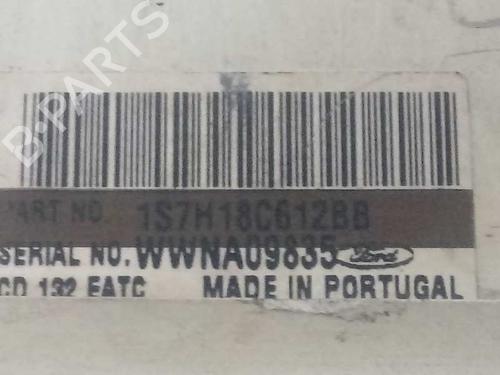 B-PARTS
PART NO. 1S7H18C612BB
SERIAL NO. WWNA09835 Ford
CD 132 EATC MADE IN PORTUGAL